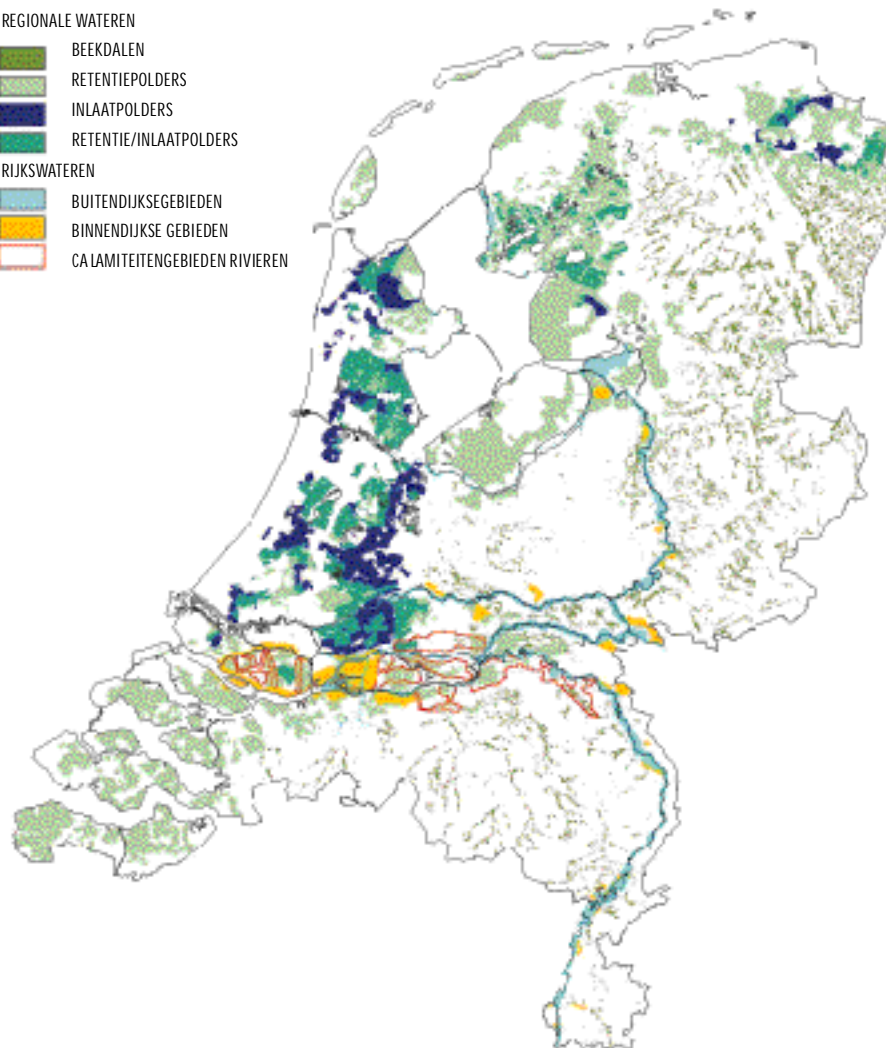 REGIONALE WATEREN
BEEKDALEN
RETENTIEPOLDERS
INLAATPOLDERS
RETENTIE/INLAATPOLDERS
RIJKSWATEREN
BUITENDIJKSEGEBIEDEN
BINNENDIJKSE GEBIEDEN
CALAMITEITENGEBIEDEN RIVIEREN